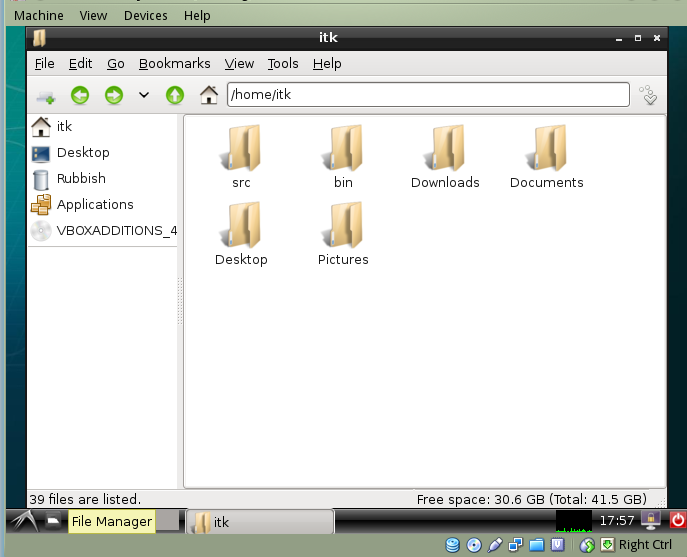 Machine View Devices Help
itk
File Edit Go Bookmarks View Tools Help
/home/itk
itk
Desktop
Rubbish
Applications
VBOXADDITIONS_4
src bin Downloads Documents
Desktop Pictures
39 files are listed. Free space: 30.6 GB (Total: 41.5 GB)
File Manager itk 17:57
Right Ctrl